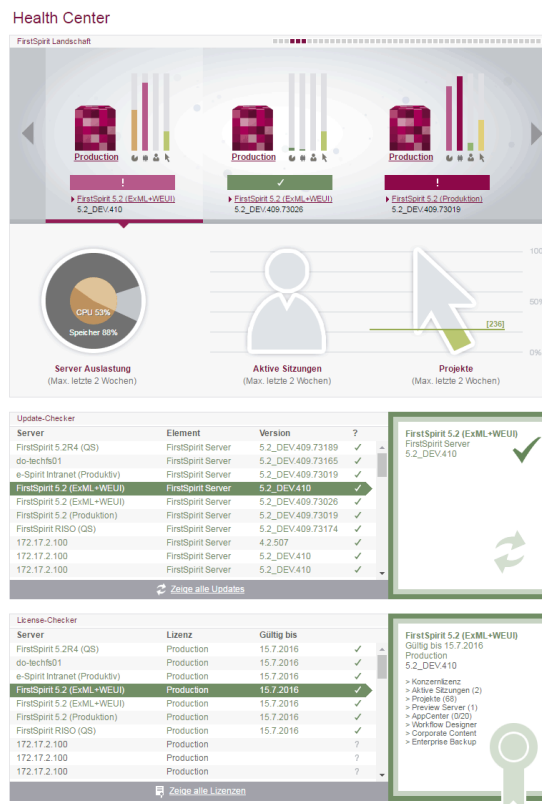 Health Center
FirstSpirit Landschaft
Production Production Production
! ✓ !
FirstSpirit 5.2 (ExML+WEUI) FirstSpirit 5.2 (ExML+WEUI) FirstSpirit 5.2 (Produktion)
5.2_DEV.410 5.2_DEV.409.73026 5.2_DEV.409.73019
100
CPU 53%
50%
Speicher 88%
[236]
0%
Server Auslastung Aktive Sitzungen Projekte
(Max. letzte 2 Wochen) (Max. letzte 2 Wochen) (Max. letzte 2 Wochen)
Update-Checker
Server Element Version ?
FirstSpirit 5.2R4 (QS) FirstSpirit Server 5.2_DEV.409.73189 ✓
do-techfs01 FirstSpirit Server 5.2_DEV.409.73165 ✓
e-Spirit Intranet (Produktiv) FirstSpirit Server 5.2_DEV.409.73019 ✓
FirstSpirit 5.2 (ExML+WEUI) FirstSpirit Server 5.2_DEV.410 ✓
FirstSpirit 5.2 (ExML+WEUI) FirstSpirit Server 5.2_DEV.409.73026 ✓
FirstSpirit 5.2 (Produktion) FirstSpirit Server 5.2_DEV.409.73019 ✓
FirstSpirit RISO (QS) FirstSpirit Server 5.2_DEV.409.73174 ✓
172.17.2.100 FirstSpirit Server 4.2.507 ✓
172.17.2.100 FirstSpirit Server 5.2_DEV.410 ✓
172.17.2.100 FirstSpirit Server 5.2_DEV.410 ✓
Zeige alle Updates
FirstSpirit 5.2 (ExML+WEUI)
FirstSpirit Server
5.2_DEV.410
License-Checker
Server Lizenz Gültig bis
FirstSpirit 5.2R4 (QS) Production 15.7.2016 ✓
do-techfs01 Production 15.7.2016 ✓
e-Spirit Intranet (Produktiv) Production 15.7.2016 ✓
FirstSpirit 5.2 (ExML+WEUI) Production 15.7.2016 ✓
FirstSpirit 5.2 (ExML+WEUI) Production 15.7.2016 ✓
FirstSpirit 5.2 (Produktion) Production 15.7.2016 ✓
FirstSpirit RISO (QS) Production 15.7.2016 ✓
172.17.2.100 Production ?
172.17.2.100 Production ?
172.17.2.100 Production ?
Zeige alle Lizenzen
FirstSpirit 5.2 (ExML+WEUI)
Gültig bis 15.7.2016
Production
5.2_DEV.410
> Konzernlizenz
> Aktive Sitzungen (2)
> Projekte (68)
> Preview Server (1)
> AppCenter (0/20)
> Workflow Designer
> Corporate Content
> Enterprise Backup